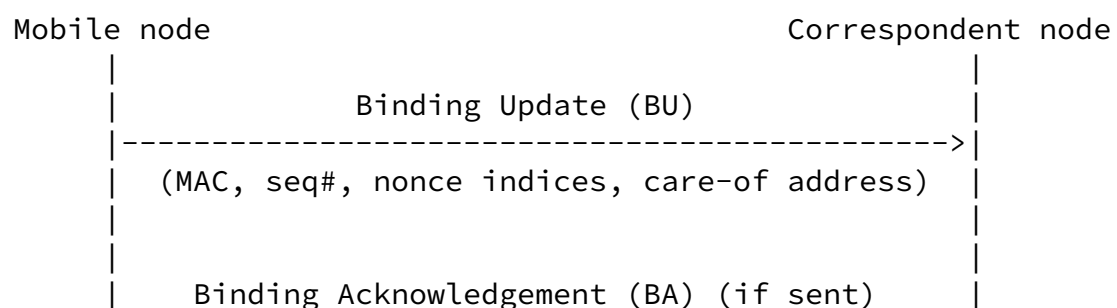 Mobile node Correspondent node
| |
| Binding Update (BU) |
|---------------------------------------------->|
| (MAC, seq#, nonce indices, care-of address) |
| |
| |
| Binding Acknowledgement (BA) (if sent) |